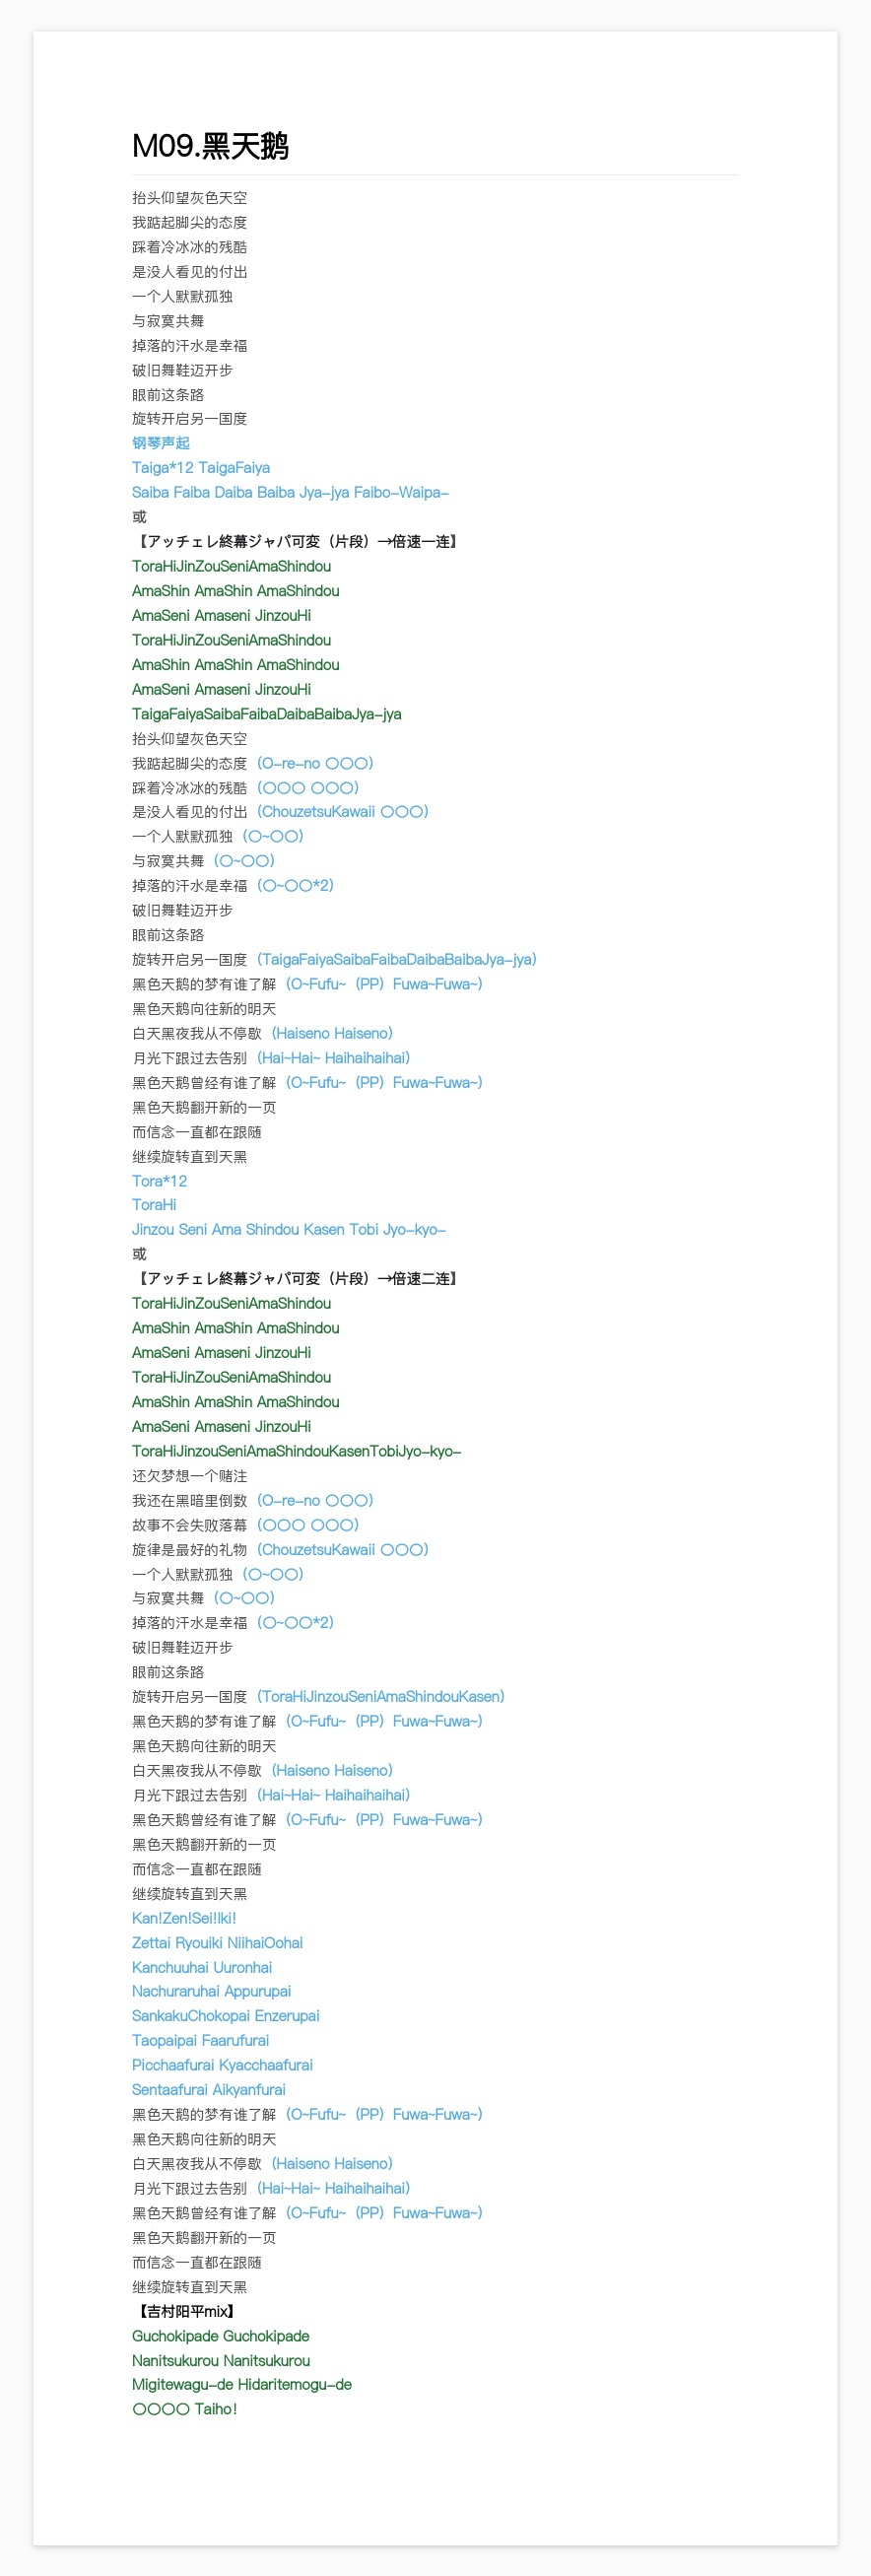 M09.黑天鹅
抬头仰望灰色天空
我踮起脚尖的态度
踩着冷冰冰的残酷
是没人看见的付出
一个人默默孤独
与寂寞共舞
掉落的汗水是幸福
破旧舞鞋迈开步
眼前这条路
旋转开启另一国度
钢琴声起
Taiga*12 TaigaFaiya
Saiba Faiba Daiba Baiba Jya-jya Faibo-Waipa-
或
【アッチェレ終幕ジャパ可変（片段）→倍速一连】
ToraHiJinZouSeniAmaShindou
AmaShin AmaShin AmaShindou
AmaSeni Amaseni JinzouHi
ToraHiJinZouSeniAmaShindou
AmaShin AmaShin AmaShindou
AmaSeni Amaseni JinzouHi
TaigaFaiyaSaibaFaibaDaibaBaibaJya-jya
抬头仰望灰色天空
我踮起脚尖的态度（O-re-no 〇〇〇）
踩着冷冰冰的残酷（〇〇〇 〇〇〇）
是没人看见的付出（ChouzetsuKawaii 〇〇〇）
一个人默默孤独（〇~〇〇）
与寂寞共舞（〇~〇〇）
掉落的汗水是幸福（〇~〇〇*2）
破旧舞鞋迈开步
眼前这条路
旋转开启另一国度（TaigaFaiyaSaibaFaibaDaibaBaibaJya-jya）
黑色天鹅的梦有谁了解（O~Fufu~（PP）Fuwa~Fuwa~）
黑色天鹅向往新的明天
白天黑夜我从不停歇（Haiseno Haiseno）
月光下跟过去告别（Hai~Hai~ Haihaihaihai）
黑色天鹅曾经有谁了解（O~Fufu~（PP）Fuwa~Fuwa~）
黑色天鹅翻开新的一页
而信念一直都在跟随
继续旋转直到天黑
Tora*12
ToraHi
Jinzou Seni Ama Shindou Kasen Tobi Jyo-kyo-
或
【アッチェレ終幕ジャパ可変（片段）→倍速二连】
ToraHiJinZouSeniAmaShindou
AmaShin AmaShin AmaShindou
AmaSeni Amaseni JinzouHi
ToraHiJinZouSeniAmaShindou
AmaShin AmaShin AmaShindou
AmaSeni Amaseni JinzouHi
ToraHiJinzouSeniAmaShindouKasenTobiJyo-kyo-
还欠梦想一个赌注
我还在黑暗里倒数（O-re-no 〇〇〇）
故事不会失败落幕（〇〇〇 〇〇〇）
旋律是最好的礼物（ChouzetsuKawaii 〇〇〇）
一个人默默孤独（〇~〇〇）
与寂寞共舞（〇~〇〇）
掉落的汗水是幸福（〇~〇〇*2）
破旧舞鞋迈开步
眼前这条路
旋转开启另一国度（ToraHiJinzouSeniAmaShindouKasen）
黑色天鹅的梦有谁了解（O~Fufu~（PP）Fuwa~Fuwa~）
黑色天鹅向往新的明天
白天黑夜我从不停歇（Haiseno Haiseno）
月光下跟过去告别（Hai~Hai~ Haihaihaihai）
黑色天鹅曾经有谁了解（O~Fufu~（PP）Fuwa~Fuwa~）
黑色天鹅翻开新的一页
而信念一直都在跟随
继续旋转直到天黑
Kan!Zen!Sei!Iki!
Zettai Ryouiki NiihaiOohai
Kanchuuhai Uuronhai
Nachuraruhai Appurupai
SankakuChokopai Enzerupai
Taopaipai Faarufurai
Picchaafurai Kyacchaafurai
Sentaafurai Aikyanfurai
黑色天鹅的梦有谁了解（O~Fufu~（PP）Fuwa~Fuwa~）
黑色天鹅向往新的明天
白天黑夜我从不停歇（Haiseno Haiseno）
月光下跟过去告别（Hai~Hai~ Haihaihaihai）
黑色天鹅曾经有谁了解（O~Fufu~（PP）Fuwa~Fuwa~）
黑色天鹅翻开新的一页
而信念一直都在跟随
继续旋转直到天黑
【吉村阳平mix】
Guchokipade Guchokipade
Nanitsukurou Nanitsukurou
Migitewagu-de Hidaritemogu-de
〇〇〇〇 Taiho！